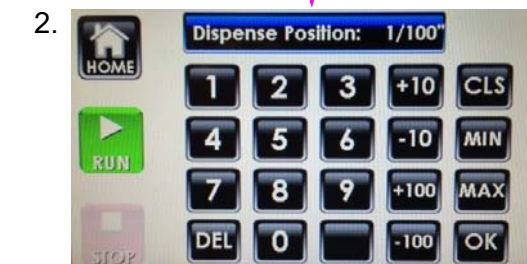 2.
Dispense Position: 1/100"
HOME
1 2 3 +10 CLS
4 5 6 -10 MIN
RUN
7 8 9 +100 MAX
DEL 0 -100 OK
STOP